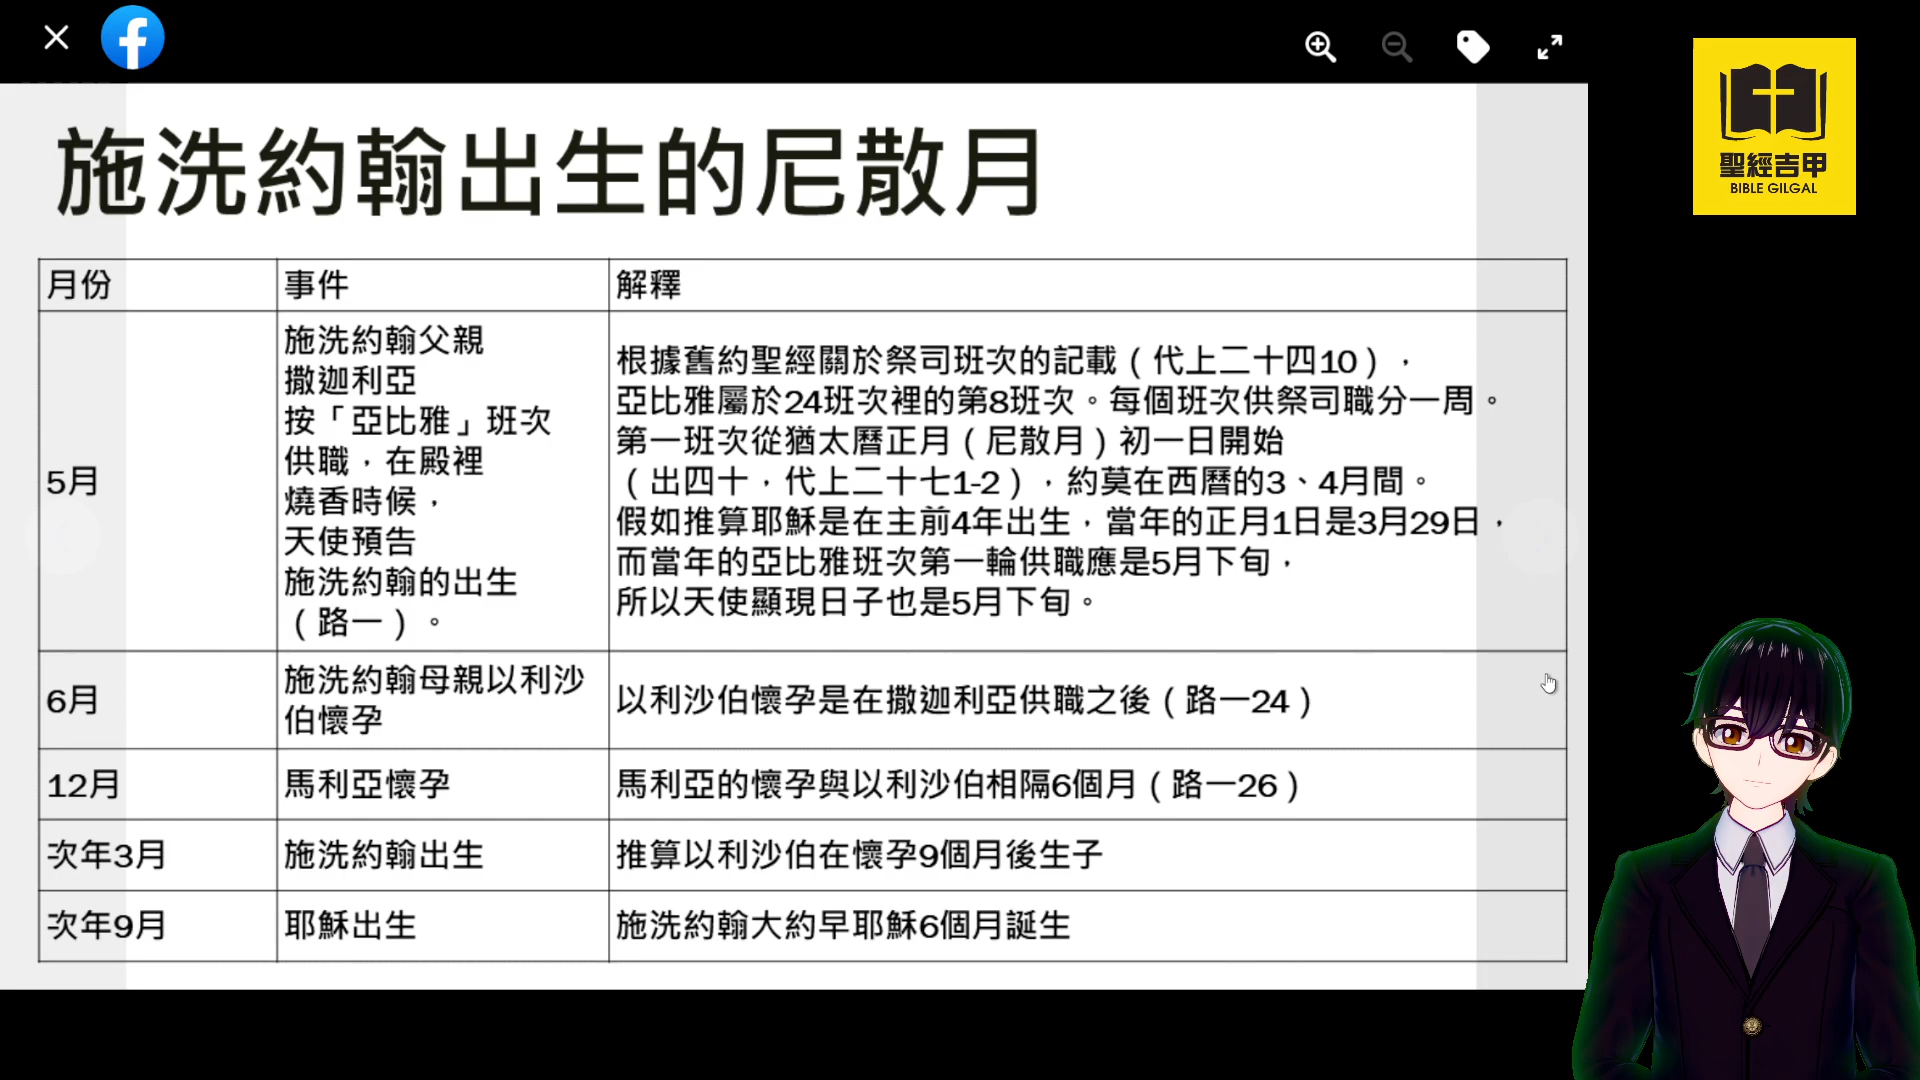 聖經吉甲
BIBLE GILGAL
施洗約翰出生的尼散月
月份
事件
解釋
5月
施洗約翰父親
撒迦利亞
按「亞比雅」班次
供職，在殿裡
燒香時候，
天使預告
施洗約翰的出生
（路一）。
根據舊約聖經關於祭司班次的記載（代上二十四10），
亞比雅屬於24班次裡的第8班次。每個班次供祭司職分一周。
第一班次從猶太曆正月（尼散月）初一日開始
（出四十，代上二十七1-2），約莫在西曆的3、4月間。
假如推算耶穌是在主前4年出生，當年的正月1日是3月29日，
而當年的亞比雅班次第一輪供職應是5月下旬，
所以天使顯現日子也是5月下旬。
6月
施洗約翰母親以利沙
伯懷孕
以利沙伯懷孕是在撒迦利亞供職之後（路一24）
12月
馬利亞懷孕
馬利亞的懷孕與以利沙伯相隔6個月（路一26）
次年3月
施洗約翰出生
推算以利沙伯在懷孕9個月後生子
次年9月
耶穌出生
施洗約翰大約早耶穌6個月誕生